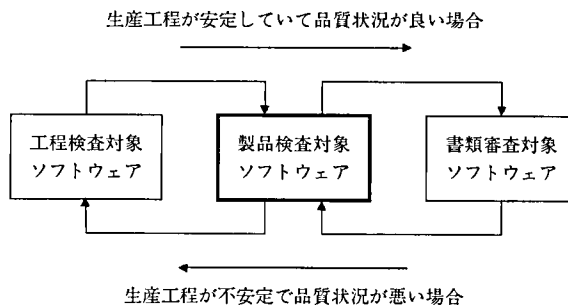 生産工程が安定していて品質状況が良い場合
工程検査対象
ソフトウェア
製品検査対象
ソフトウェア
書類審査対象
ソフトウェア
生産工程が不安定で品質状況が悪い場合